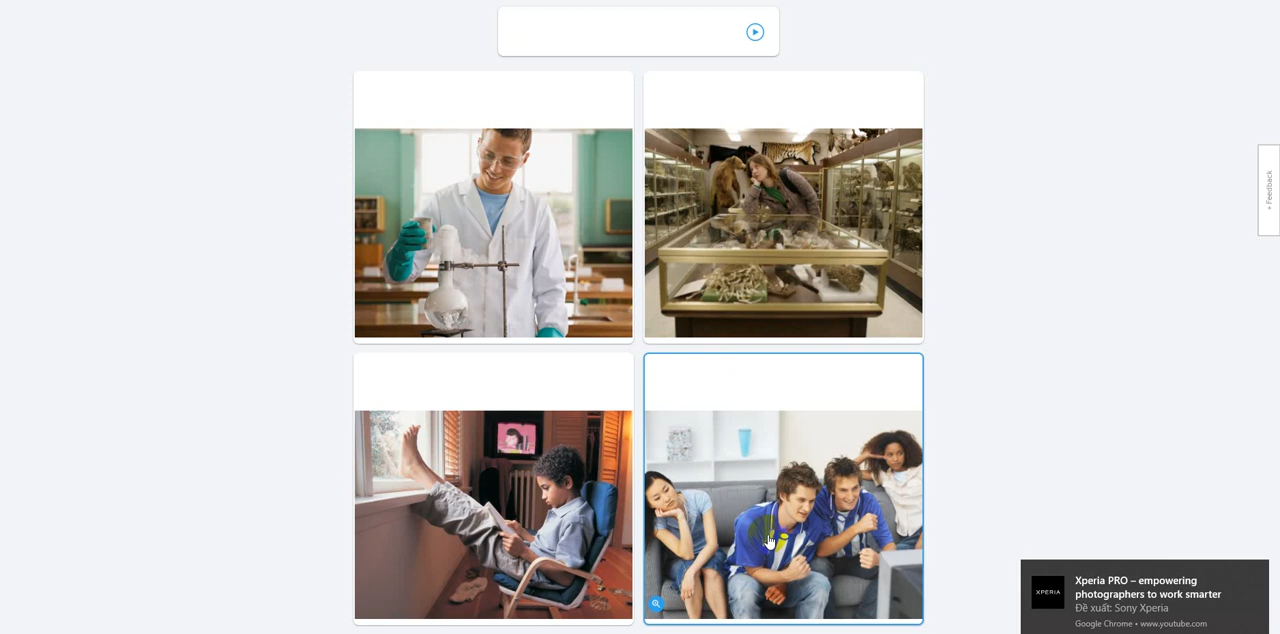 + Feedback
XPERIA
Xperia PRO – empowering
photographers to work smarter
Đề xuất: Sony Xperia
Google Chrome • www.youtube.com